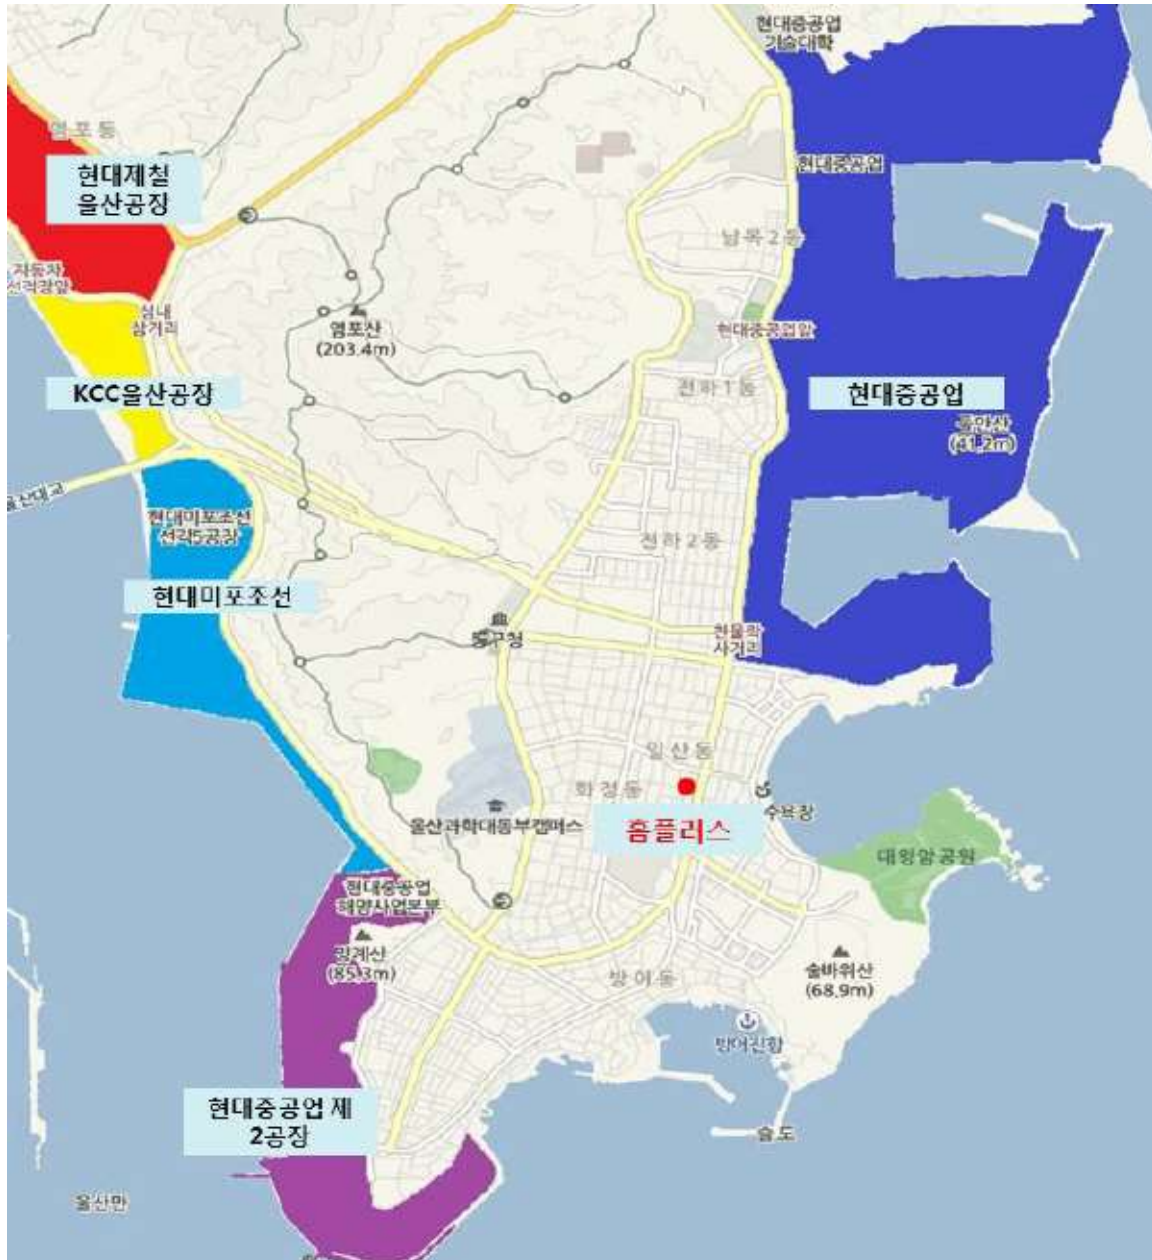 현대중공업
기술대학
염포동
현대제철
울산공장
현대중공업
남목2동
자동차
선적장앞
성내
삼거리
염포산
(203.4m)
현대중공업앞
전하1동
KCC울산공장
현대중공업
(41.2m)
울산대교
현대미포조선
선각5공장
전하2동
현대미포조선
동구청
현울락
사거리
일산동
화정동
수욕장
홈플러스
울산과학대동부캠퍼스
대왕암공원
현대중공업
해양사업본부
(85.3m)
방어동
솔바위산
(68.9m)
방어진항
현대중공업 제
2공장
슬도
울산만